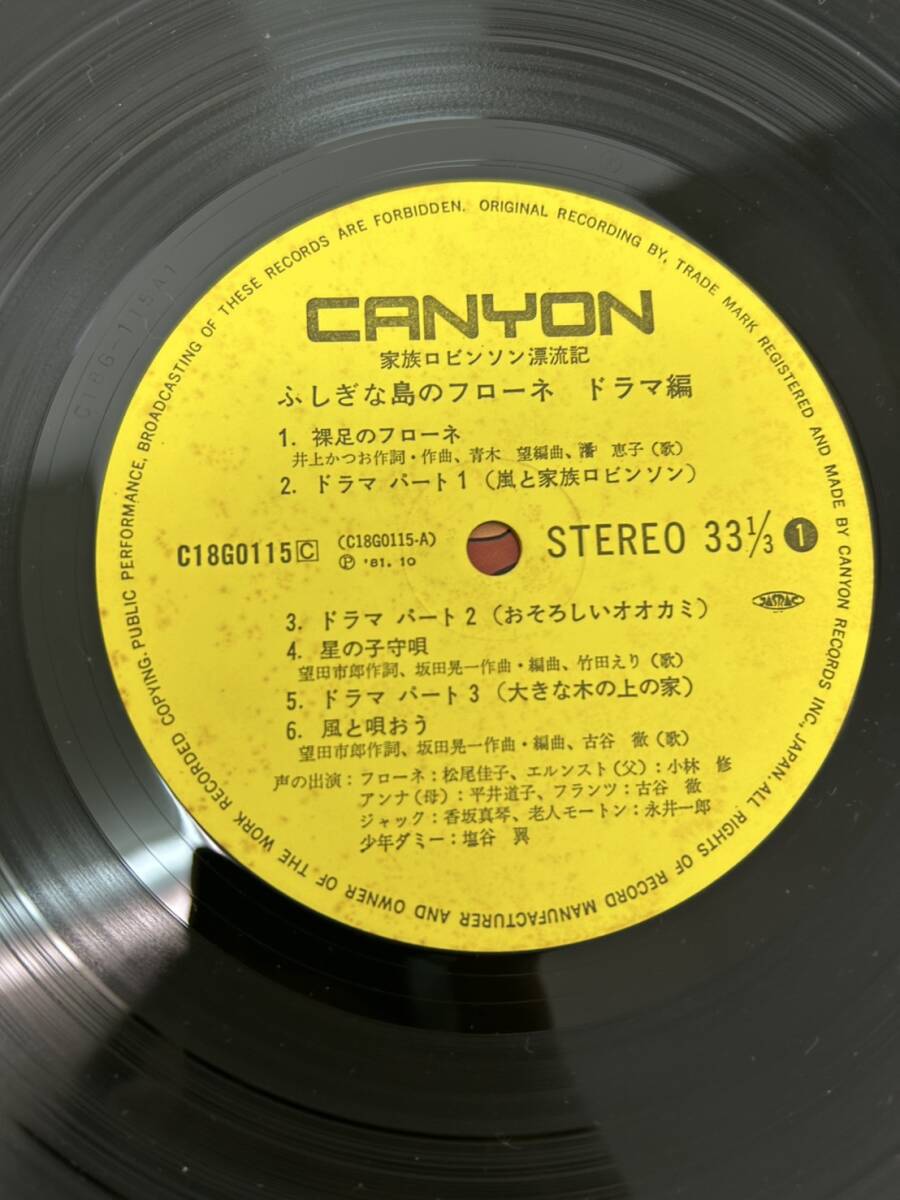 CANYON
家族ロビンソン漂流記
ふしぎな島のフローネ ドラマ編
1. 裸足のフローネ
井上かつお作詞・作曲、青木 望編曲、潘 恵子(歌)
2. ドラマ パート1(嵐と家族ロビンソン)
C18G0115 C (C18G0115-A)
Ⓟ '81. 10
STEREO 33 1/3 1
JASRAC
3. ドラマ パート2(おそろしいオオカミ)
4. 星の子守唄
望田市郎作詞、坂田晃一作曲・編曲、竹田えり(歌)
5. ドラマ パート3(大きな木の上の家)
6. 風と唄おう
望田市郎作詞、坂田晃一作曲・編曲、古谷 徹(歌)
声の出演:フローネ:松尾佳子、エルンスト(父):小林 修
アンナ(母):平井道子、フランツ:古谷 徹
ジャック:香坂真琴、老人モートン:永井一郎
少年ダミー:塩谷 翼
ORIGINAL RECORDING BY, TRADE MARK REGISTERED AND MADE BY CANYON RECORDS INC., JAPAN. ALL RIGHTS OF RECORD MANUFACTURER AND OWNER OF THE WORK RECORDED COPYING, PUBLIC PERFORMANCE, BROADCASTING OF THESE RECORDS ARE FORBIDDEN.
C18G 115A1